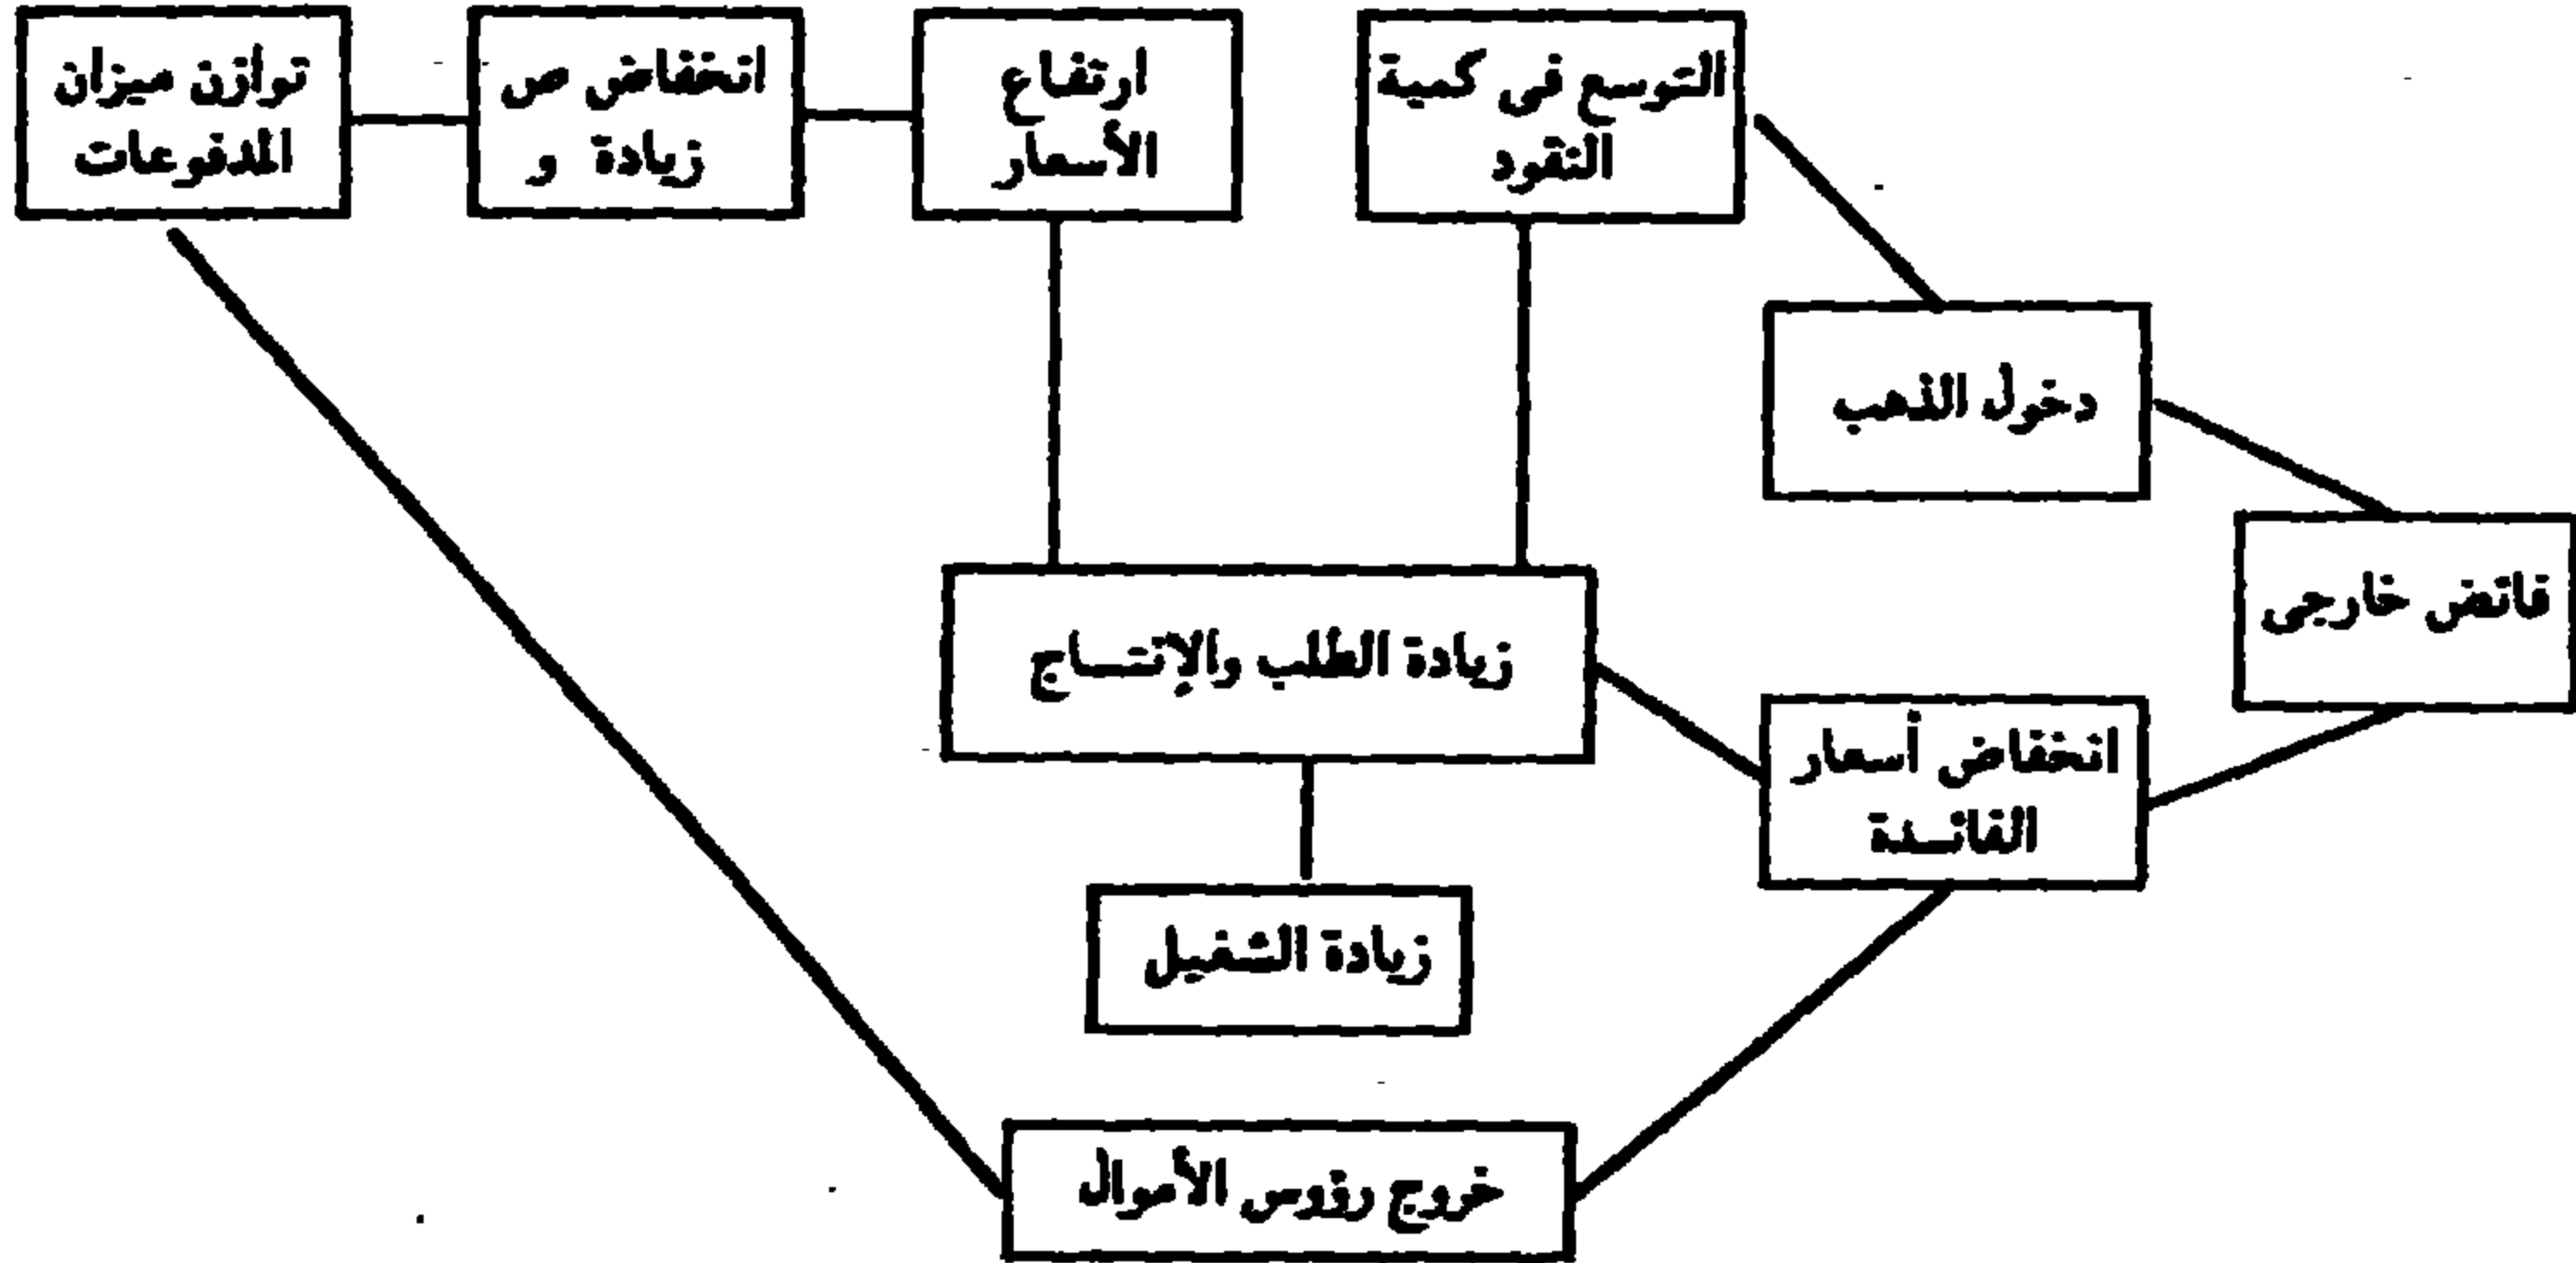 التوسع فى كمية
النقود
ارتفاع
الأسعار
انخفاض ص
زيادة و
توازن ميزان
المدفوعات
دخول الذهب
فائض خارجى
زيادة الطلب والإنتاج
انخفاض أسعار
الفائدة
زيادة التشغيل
خروج رؤوس الأموال